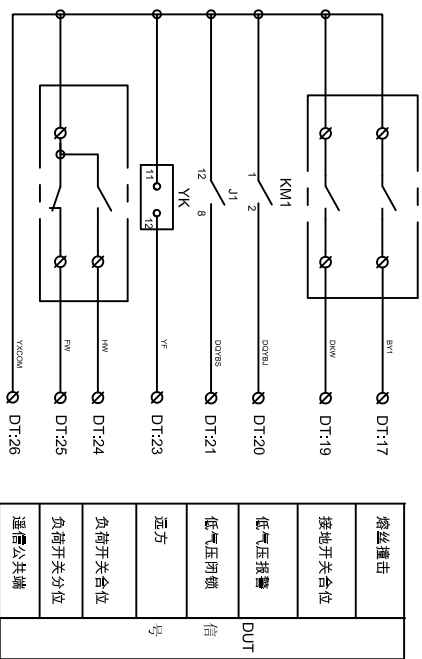 KM1
1
2
J1
12
8
YK
11
12
BY1
DKW
DQYBJ
DQYBS
YF
HW
FW
YXCOM
DT:17
DT:19
DT:20
DT:21
DT:23
DT:24
DT:25
DT:26
熔丝撞击
接地开关合位
低气压报警
低气压闭锁
远方
负荷开关合位
负荷开关分位
遥信公共端
DUT
信
号